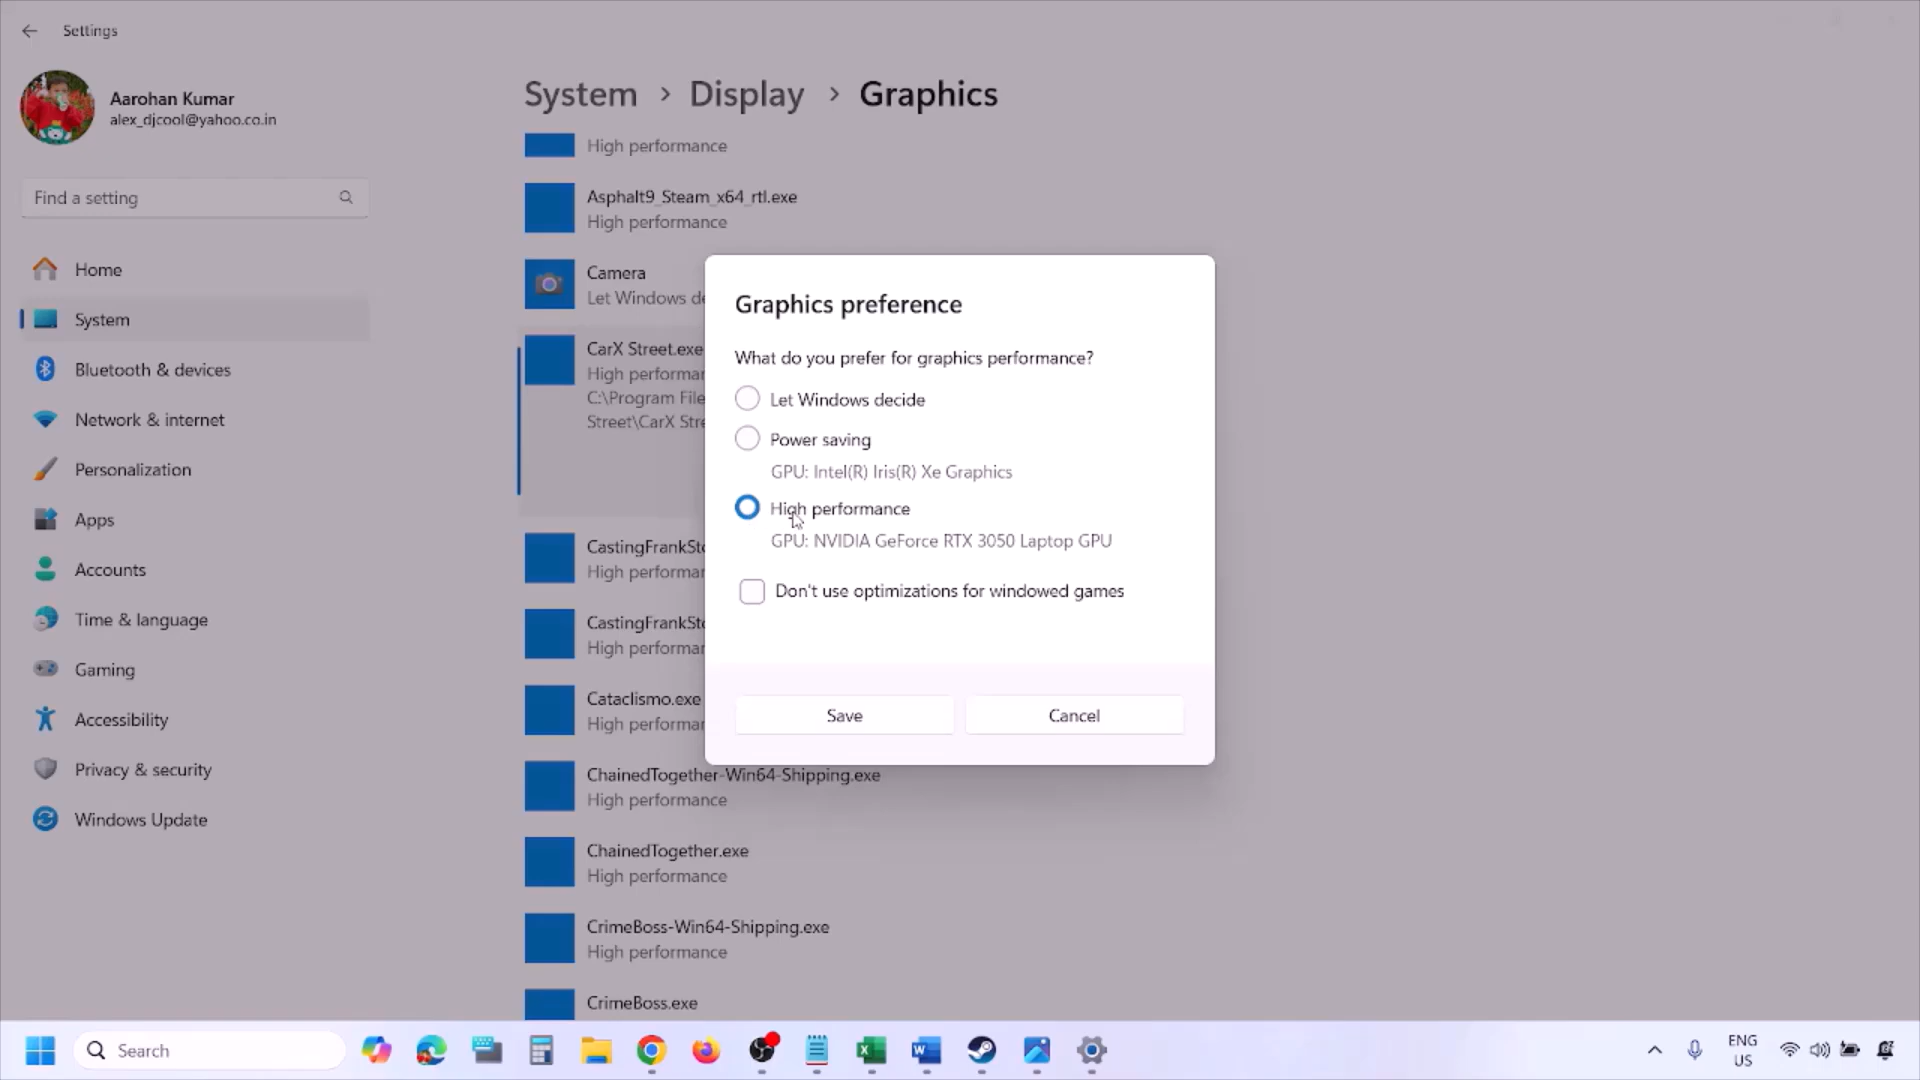 Settings
Aarohan Kumar
alex_djcool@yahoo.co.in
Find a setting
Home
System
Bluetooth & devices
Network & internet
Personalization
Apps
Accounts
Time & language
Gaming
Accessibility
Privacy & security
Windows Update
System > Display > Graphics
High performance
Asphalt9_Steam_x64_rtl.exe
High performance
Camera
Let Windows de
CarX Street.exe
High performan
C:\Program File
Street\CarX Stre
CastingFrankSto
High performan
CastingFrankSto
High performan
Cataclismo.exe
High performan
ChainedTogether-Win64-Shipping.exe
High performance
ChainedTogether.exe
High performance
CrimeBoss-Win64-Shipping.exe
High performance
CrimeBoss.exe
Graphics preference
What do you prefer for graphics performance?
Let Windows decide
Power saving
GPU: Intel(R) Iris(R) Xe Graphics
High performance
GPU: NVIDIA GeForce RTX 3050 Laptop GPU
Don't use optimizations for windowed games
Save
Cancel
Search
ENG
US